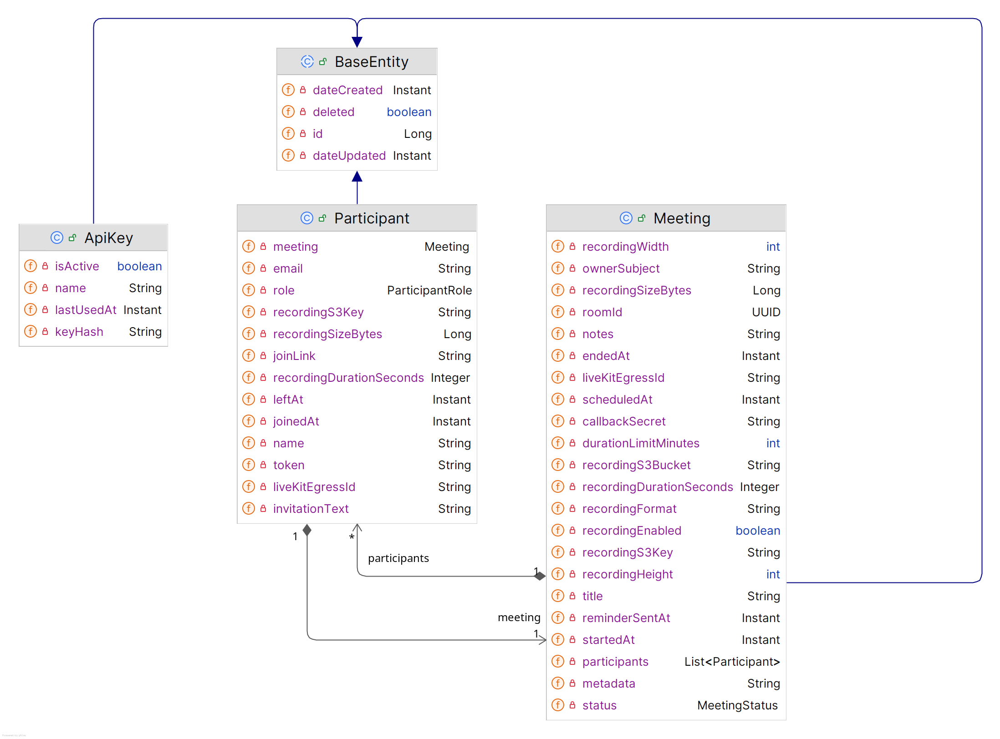 BaseEntity
dateCreated Instant
deleted boolean
id Long
dateUpdated Instant
ApiKey
isActive boolean
name String
lastUsedAt Instant
keyHash String
Participant
meeting Meeting
email String
role ParticipantRole
recordingS3Key String
recordingSizeBytes Long
joinLink String
recordingDurationSeconds Integer
leftAt Instant
joinedAt Instant
name String
token String
liveKitEgressId String
invitationText String
Meeting
recordingWidth int
ownerSubject String
recordingSizeBytes Long
roomId UUID
notes String
endedAt Instant
liveKitEgressId String
scheduledAt Instant
callbackSecret String
durationLimitMinutes int
recordingS3Bucket String
recordingDurationSeconds Integer
recordingFormat String
recordingEnabled boolean
recordingS3Key String
recordingHeight int
title String
reminderSentAt Instant
startedAt Instant
participants List<Participant>
metadata String
status MeetingStatus
1
*
participants
1
meeting
1
Powered by yFiles